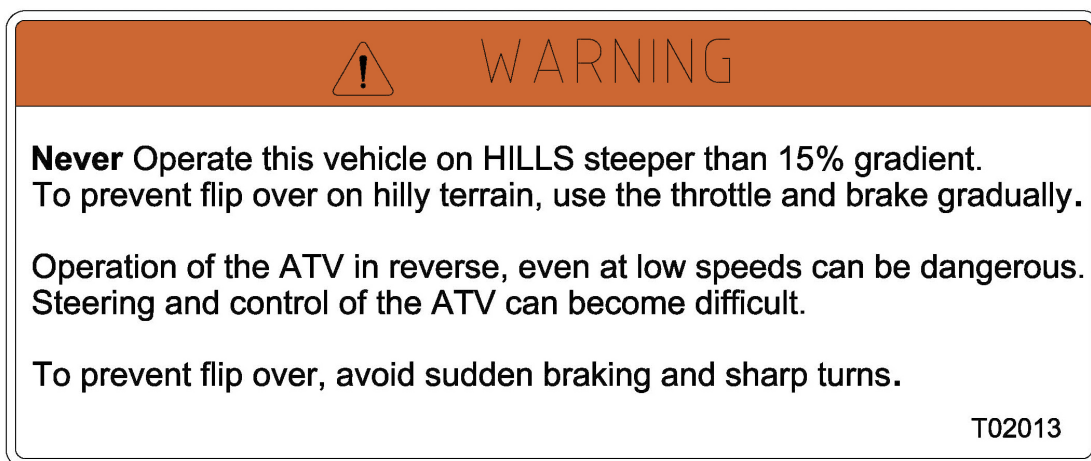 WARNING
Never Operate this vehicle on HILLS steeper than 15% gradient.
To prevent flip over on hilly terrain, use the throttle and brake gradually.
Operation of the ATV in reverse, even at low speeds can be dangerous.
Steering and control of the ATV can become difficult.
To prevent flip over, avoid sudden braking and sharp turns.
T02013